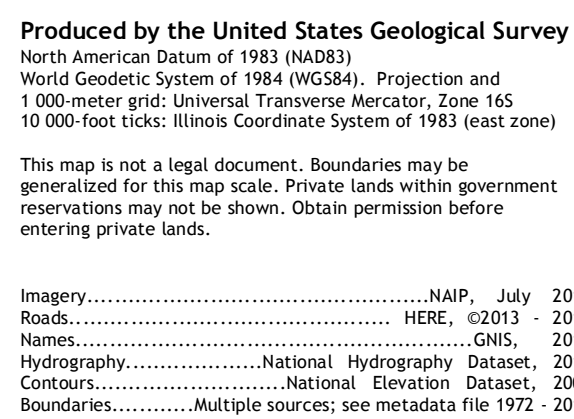 Produced by the United States Geological Survey
North American Datum of 1983 (NAD83)
World Geodetic System of 1984 (WGS84). Projection and
1 000-meter grid: Universal Transverse Mercator, Zone 16S
10 000-foot ticks: Illinois Coordinate System of 1983 (east zone)
This map is not a legal document. Boundaries may be
generalized for this map scale. Private lands within government
reservations may not be shown. Obtain permission before
entering private lands.
Imagery..................................................NAIP, July 20
Roads.............................................. HERE, ©2013 - 20
Names.........................................................GNIS, 20
Hydrography....................National Hydrography Dataset, 20
Contours............................National Elevation Dataset, 20
Boundaries............Multiple sources; see metadata file 1972 - 20